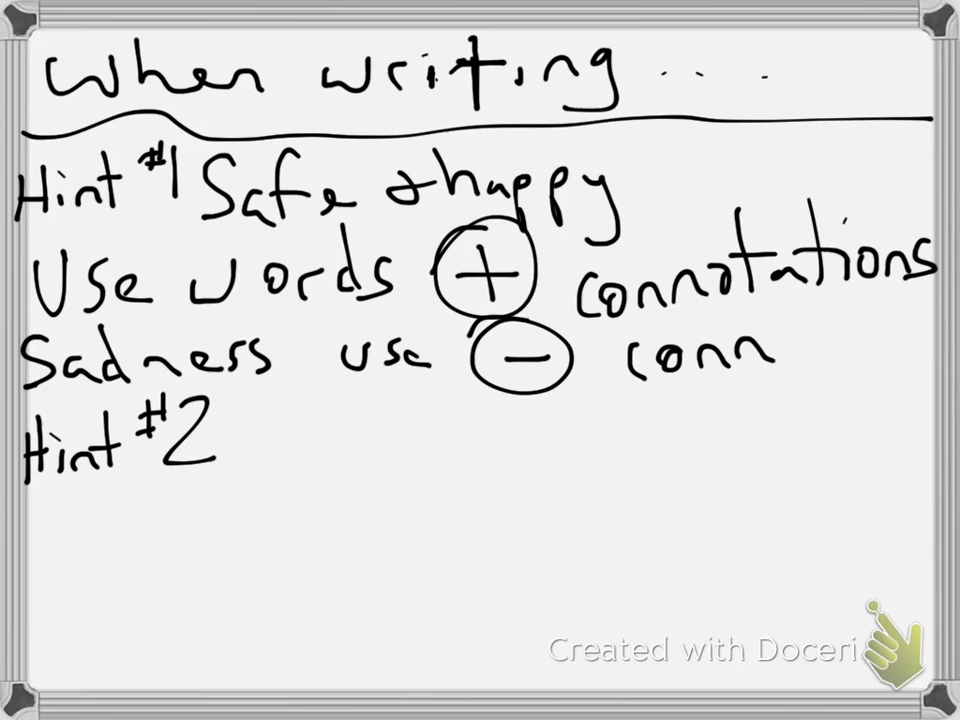 When writing ....
Hint #1 Safe + happy
Use words + connotations
Sadness use - conn
Hint #2
Created with Doceri